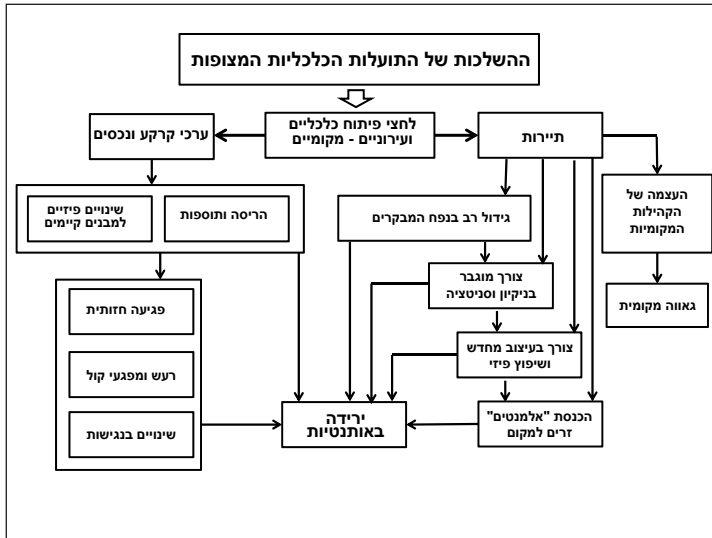 ההשלכות של התועלות הכלכליות המצופות
לחצי פיתוח כלכליים
ועירוניים - מקומיים
תיירות
ערכי קרקע ונכסים
העצמה של
הקהילות
המקומיות
גאווה מקומית
גידול רב בנפח המבקרים
צורך מוגבר
בניקיון וסניטציה
צורך בעיצוב מחדש
ושיפוץ פיזי
הכנסת "אלמנטים"
זרים למקום
הריסה ותוספות
שינויים פיזיים
למבנים קיימים
פגיעה חזותית
רעש ומפגעי קול
שינויים בנגישות
ירידה
באותנטיות